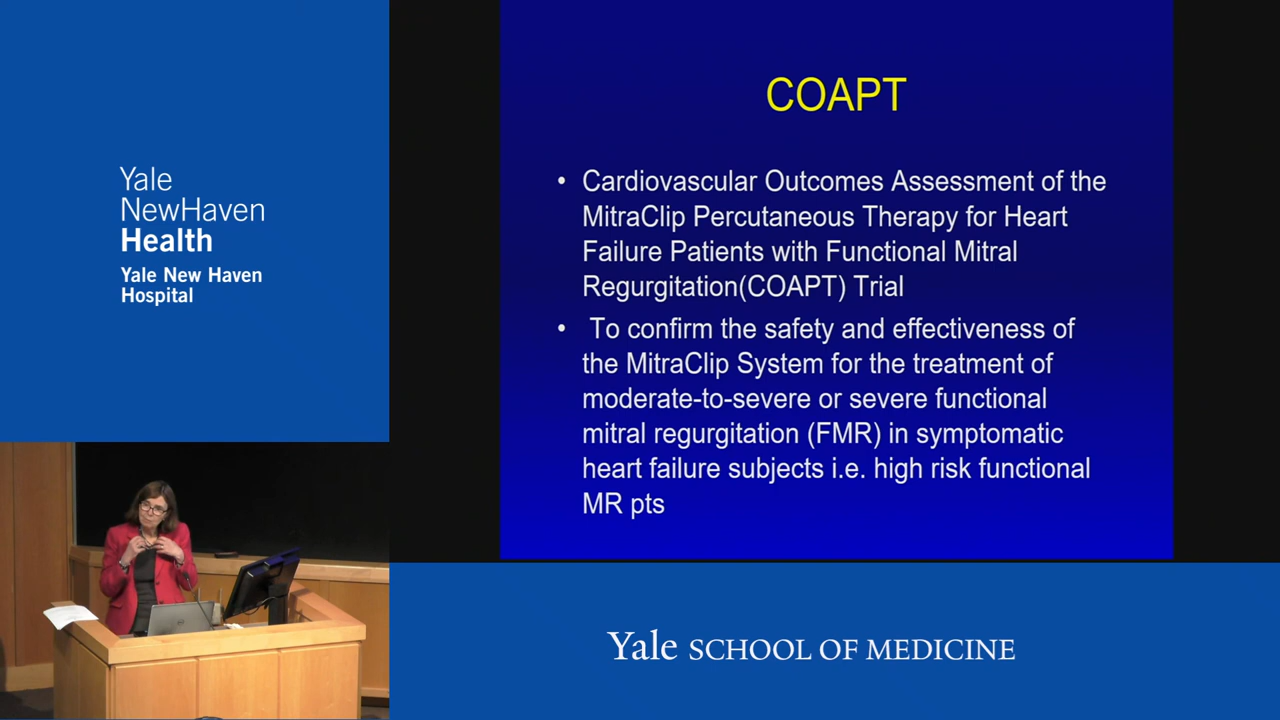 Yale
NewHaven
Health
Yale New Haven
Hospital
COAPT
• Cardiovascular Outcomes Assessment of the
MitraClip Percutaneous Therapy for Heart
Failure Patients with Functional Mitral
Regurgitation(COAPT) Trial
• To confirm the safety and effectiveness of
the MitraClip System for the treatment of
moderate-to-severe or severe functional
mitral regurgitation (FMR) in symptomatic
heart failure subjects i.e. high risk functional
MR pts
Yale SCHOOL OF MEDICINE